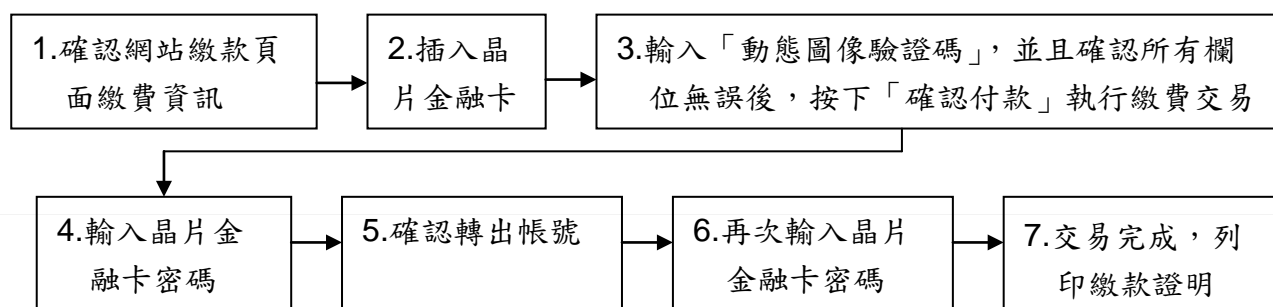 1.確認網站繳款頁
面繳費資訊
2.插入晶
片金融卡
3.輸入「動態圖像驗證碼」，並且確認所有欄
位無誤後，按下「確認付款」執行繳費交易
4.輸入晶片金
融卡密碼
5.確認轉出帳號
6.再次輸入晶片
金融卡密碼
7.交易完成，列
印繳款證明